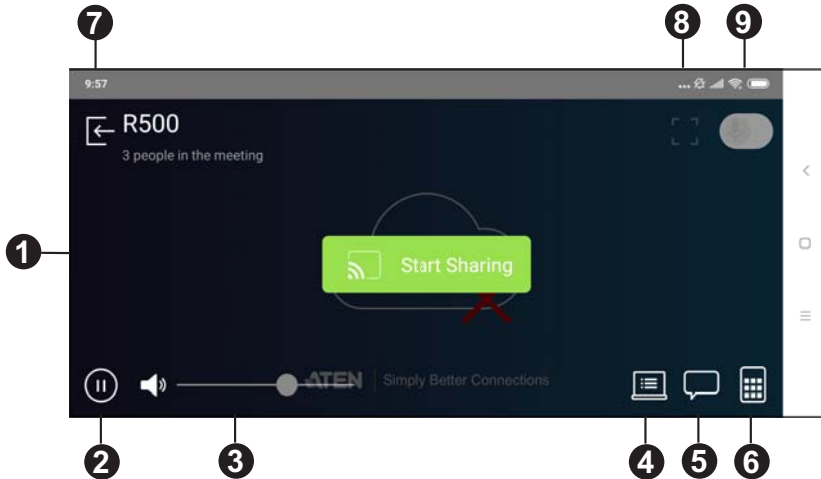 7 8 9
9:57
R500
3 people in the meeting
1
Start Sharing
ATEN Simply Better Connections
2 3 4 5 6